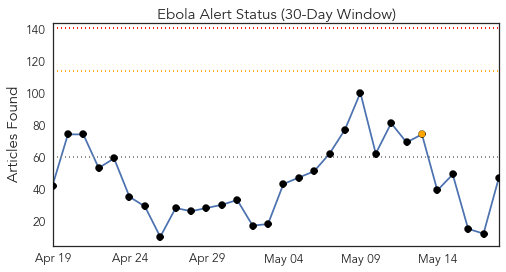 Ebola Alert Status (30-Day Window)
Articles Found
140
120
100
80
60
40
20
Apr 19 Apr 24 Apr 29 May 04 May 09 May 14